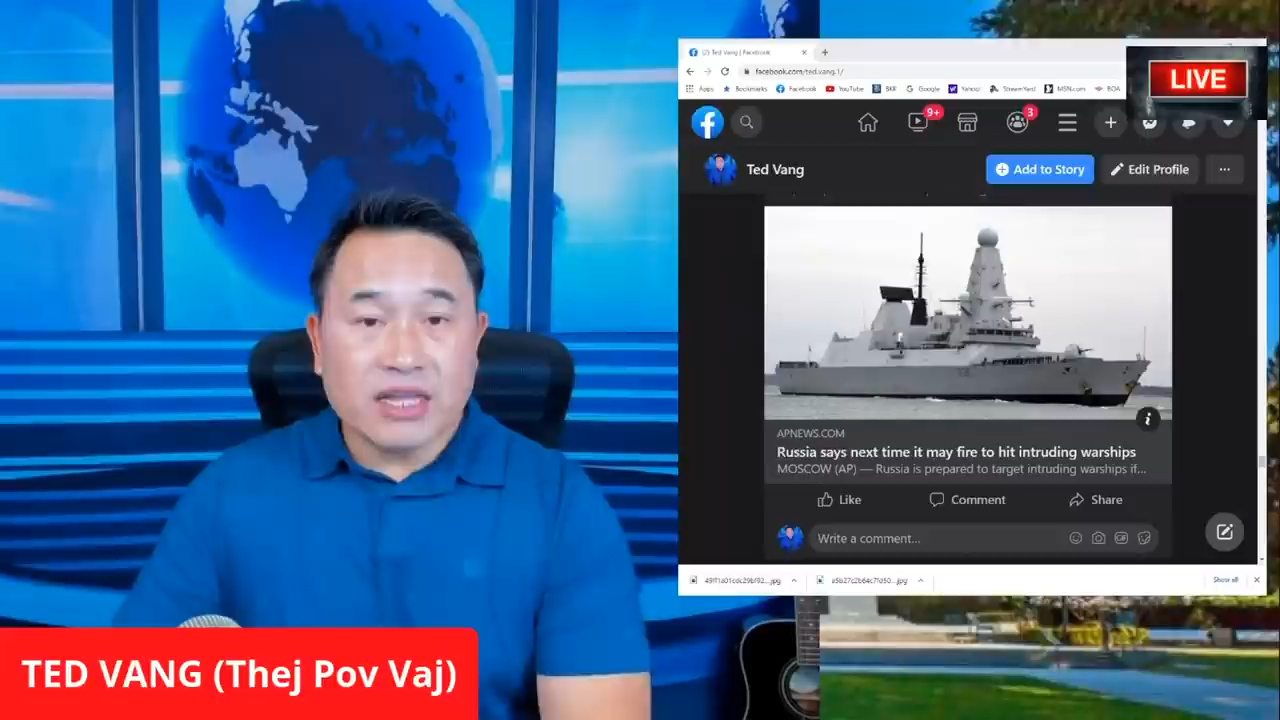 Ted Vang | Facebook
facebook.com/ted.vang.1/
Apps Bookmarks Facebook YouTube BKR Google Yahoo StreamYard MSN.com BOA
LIVE
9+
3
Ted Vang
Add to Story
Edit Profile
APNEWS.COM
Russia says next time it may fire to hit intruding warships
MOSCOW (AP) — Russia is prepared to target intruding warships if...
Like Comment Share
Write a comment...
Show all
TED VANG (Thej Pov Vaj)